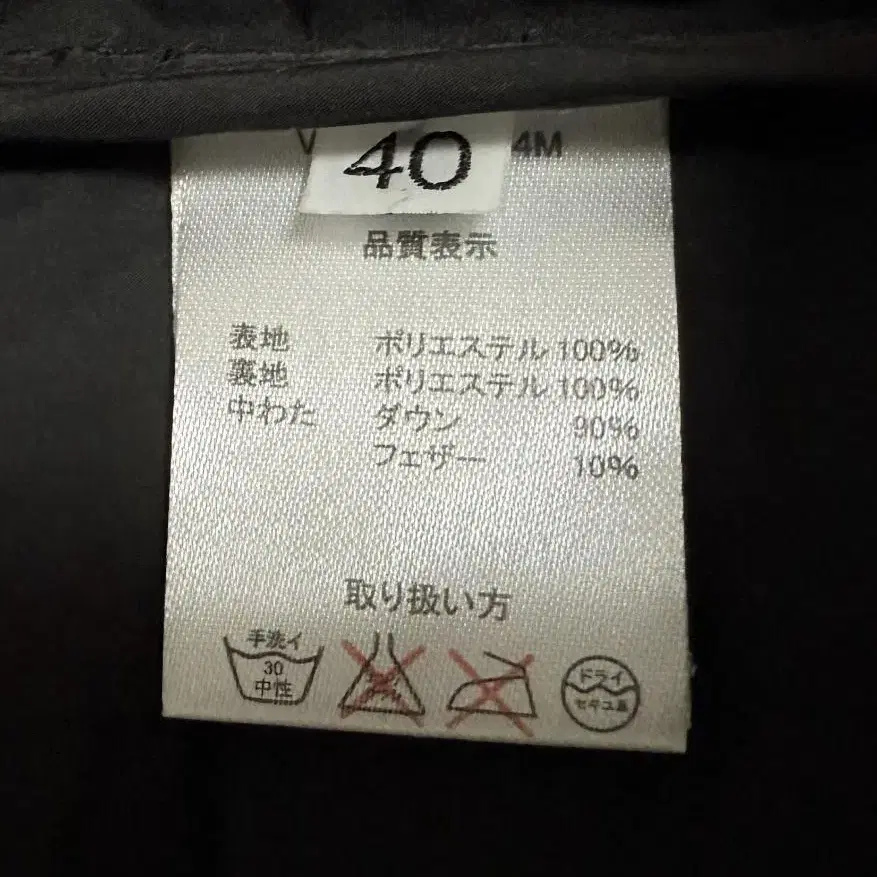 V 40 4M
品質表示
表地 ポリエステル 100%
裏地 ポリエステル 100%
中わた ダウン 90%
フェザー 10%
取り扱い方
手洗イ
30
中性
ドライ
セキユ系